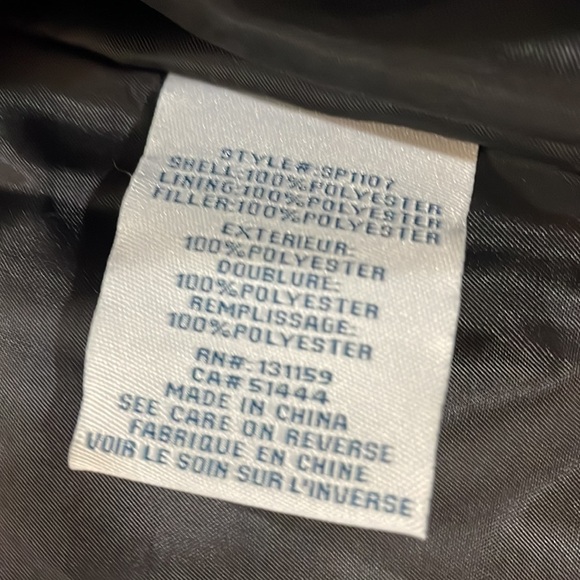 STYLE#:SP1107
SHELL:100%POLYESTER
LINING:100%POLYESTER
FILLER:100%POLYESTER
EXTERIEUR:
100%POLYESTER
DOUBLURE:
100%POLYESTER
REMPLISSAGE:
100%POLYESTER
RN#:131159
CA#51444
MADE IN CHINA
SEE CARE ON REVERSE
FABRIQUE EN CHINE
VOIR LE SOIN SUR L'INVERSE